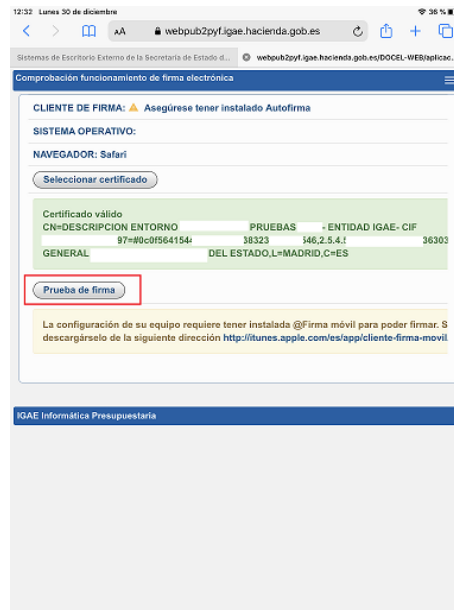 12:32 Lunes 30 de diciembre 36 %
AA webpub2pyf.igae.hacienda.gob.es
Sistemas de Escritorio Externo de la Secretaría de Estado d... webpub2pyf.igae.hacienda.gob.es/DOCEL-WEB/aplicac.
Comprobación funcionamiento de firma electrónica
CLIENTE DE FIRMA: Asegúrese tener instalado Autofirma
SISTEMA OPERATIVO:
NAVEGADOR: Safari
Seleccionar certificado
Certificado válido
CN=DESCRIPCION ENTORNO PRUEBAS - ENTIDAD IGAE- CIF
97=#0c0f564154 38323 2.5.4. 36303
GENERAL DEL ESTADO,L=MADRID,C=ES
Prueba de firma
La configuración de su equipo requiere tener instalada @Firma móvil para poder firmar. S
descargárselo de la siguiente dirección http://itunes.apple.com/es/app/cliente-firma-movil
IGAE Informática Presupuestaria